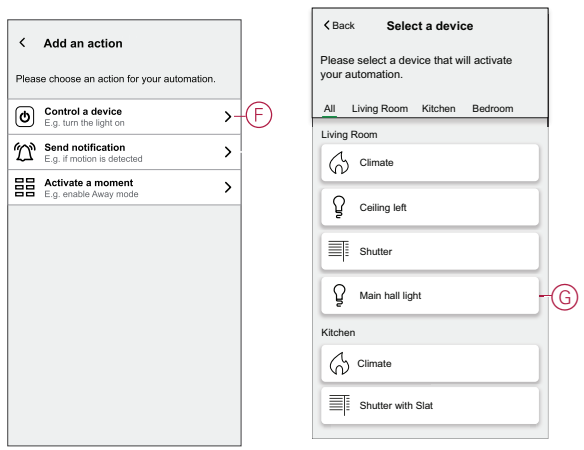 Add an action
Please choose an action for your automation.
Control a device
E.g. turn the light on
F
Send notification
E.g. if motion is detected
Activate a moment
E.g. enable Away mode
Back
Select a device
Please select a device that will activate
your automation.
All Living Room Kitchen Bedroom
Living Room
Climate
Ceiling left
Shutter
Main hall light
G
Kitchen
Climate
Shutter with Slat